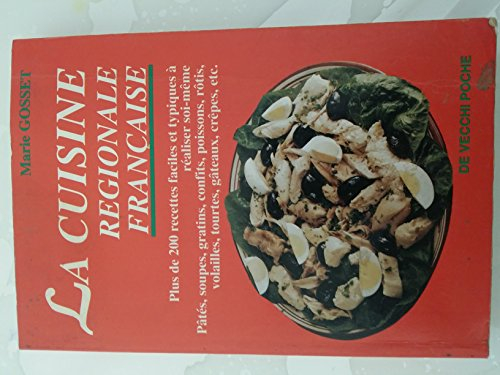 Marie GOSSET
LA CUISINE
REGIONALE
FRANCAISE
Plus de 200 recettes faciles et typiques à
réaliser soi-même
Pâtés, soupes, gratins, confits, poissons, rôtis,
volailles, tourtes, gâteaux, crêpes, etc.
DE VECCHI POCHE